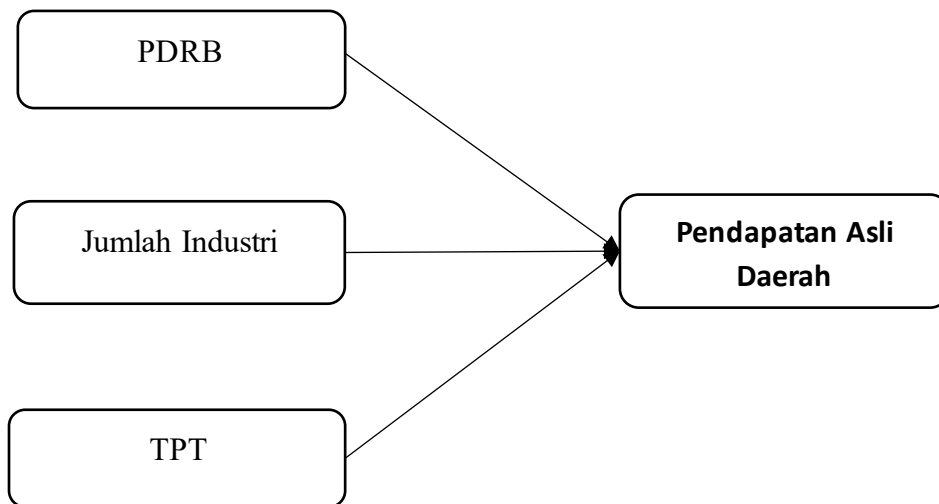 PDRB
Jumlah Industri
Pendapatan Asli
Daerah
TPT